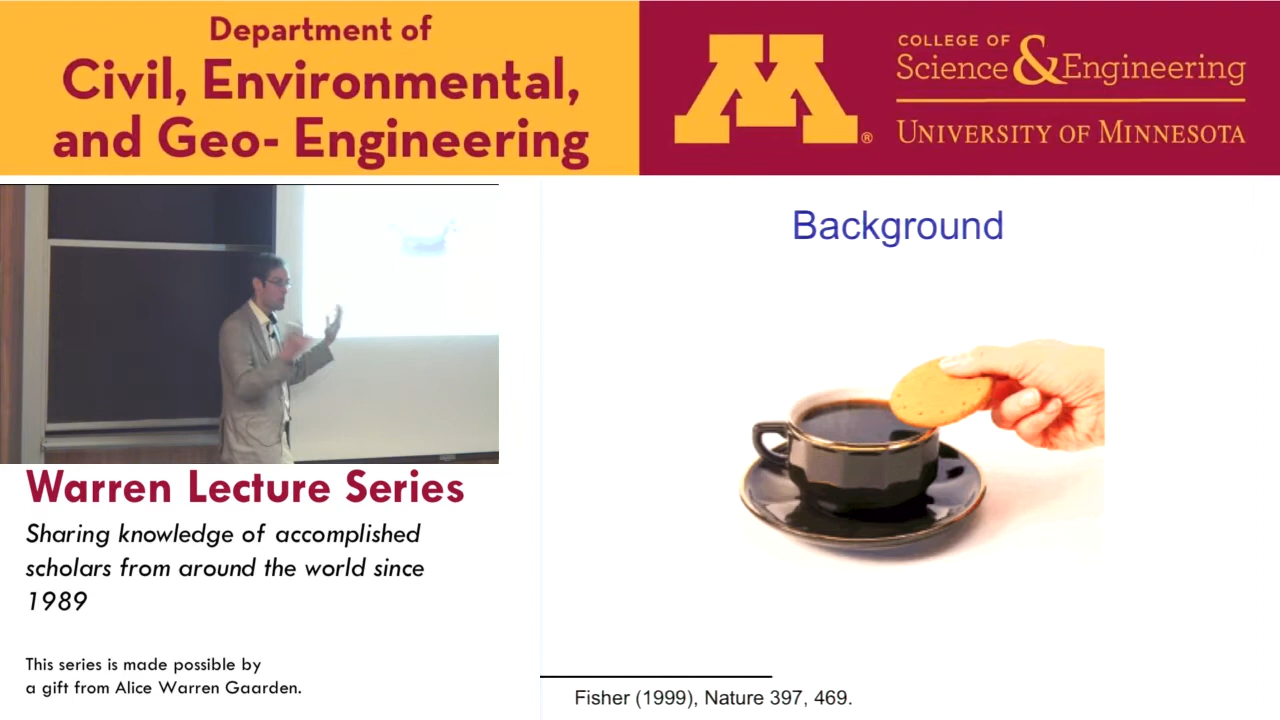 Department of
Civil, Environmental,
and Geo- Engineering
M®
COLLEGE OF
Science & Engineering
UNIVERSITY OF MINNESOTA
Background
Warren Lecture Series
Sharing knowledge of accomplished
scholars from around the world since
1989
This series is made possible by
a gift from Alice Warren Gaarden.
Fisher (1999), Nature 397, 469.